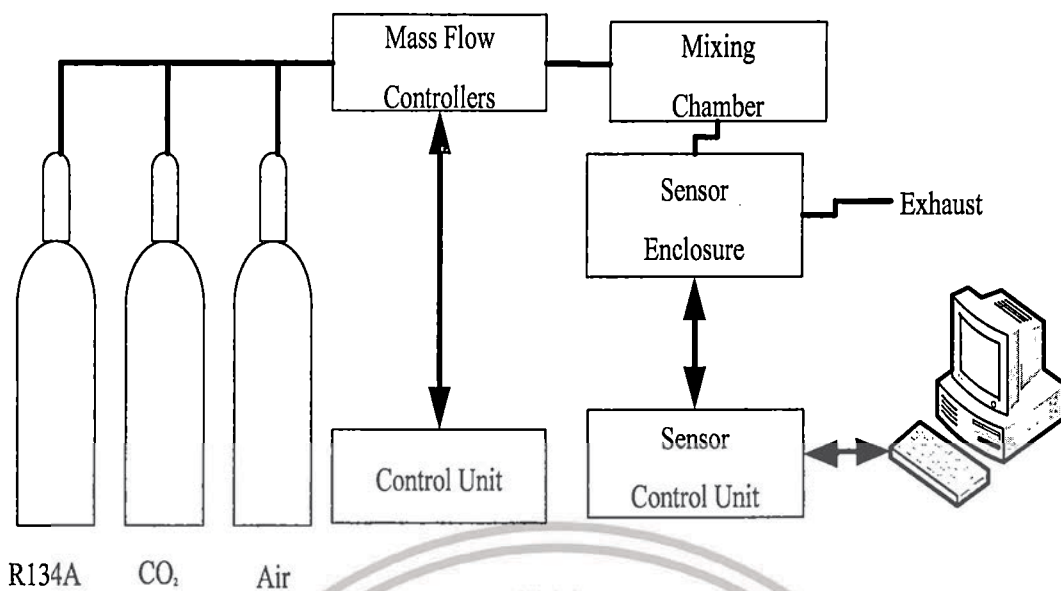 Mass Flow
Controllers
Mixing
Chamber
Sensor
Enclosure
Exhaust
Control Unit
Sensor
Control Unit
R134A
CO₂
Air